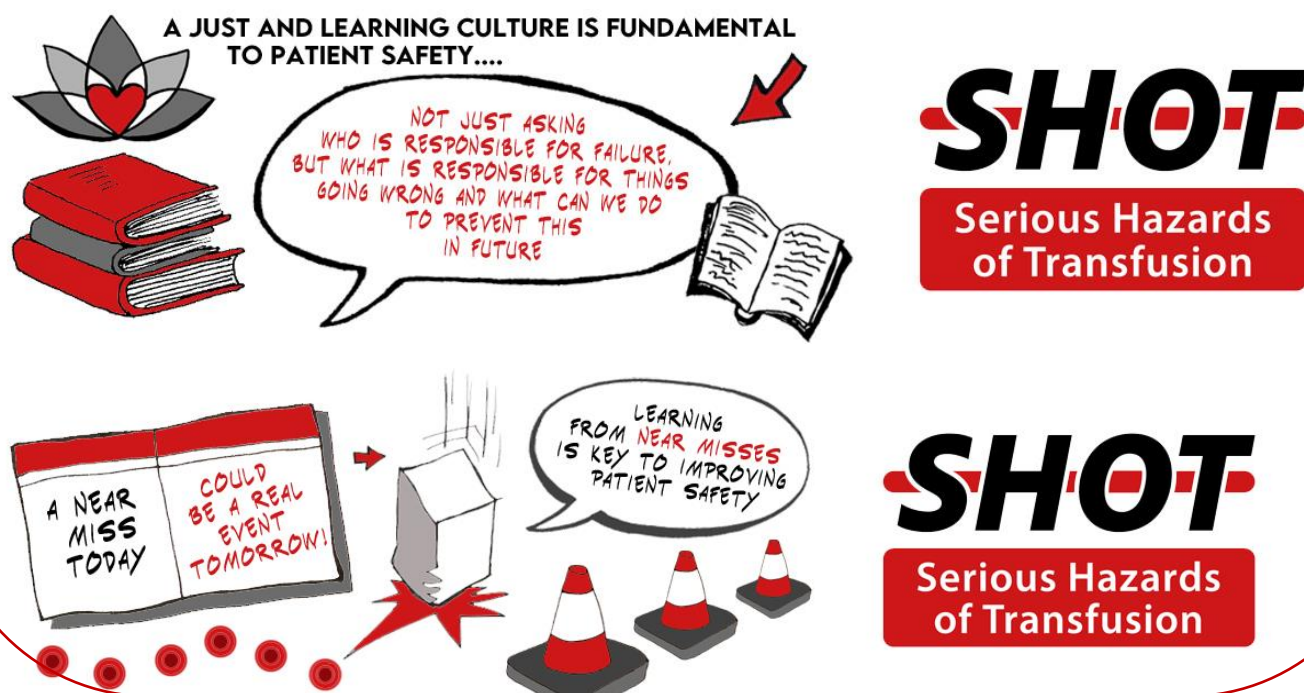 A JUST AND LEARNING CULTURE IS FUNDAMENTAL
TO PATIENT SAFETY....
NOT JUST ASKING
WHO IS RESPONSIBLE FOR FAILURE,
BUT WHAT IS RESPONSIBLE FOR THINGS
GOING WRONG AND WHAT CAN WE DO
TO PREVENT THIS
IN FUTURE
SHOT
Serious Hazards
of Transfusion
A NEAR
MISS
TODAY
COULD
BE A REAL
EVENT
TOMORROW!
LEARNING
FROM NEAR MISSES
IS KEY TO IMPROVING
PATIENT SAFETY
SHOT
Serious Hazards
of Transfusion